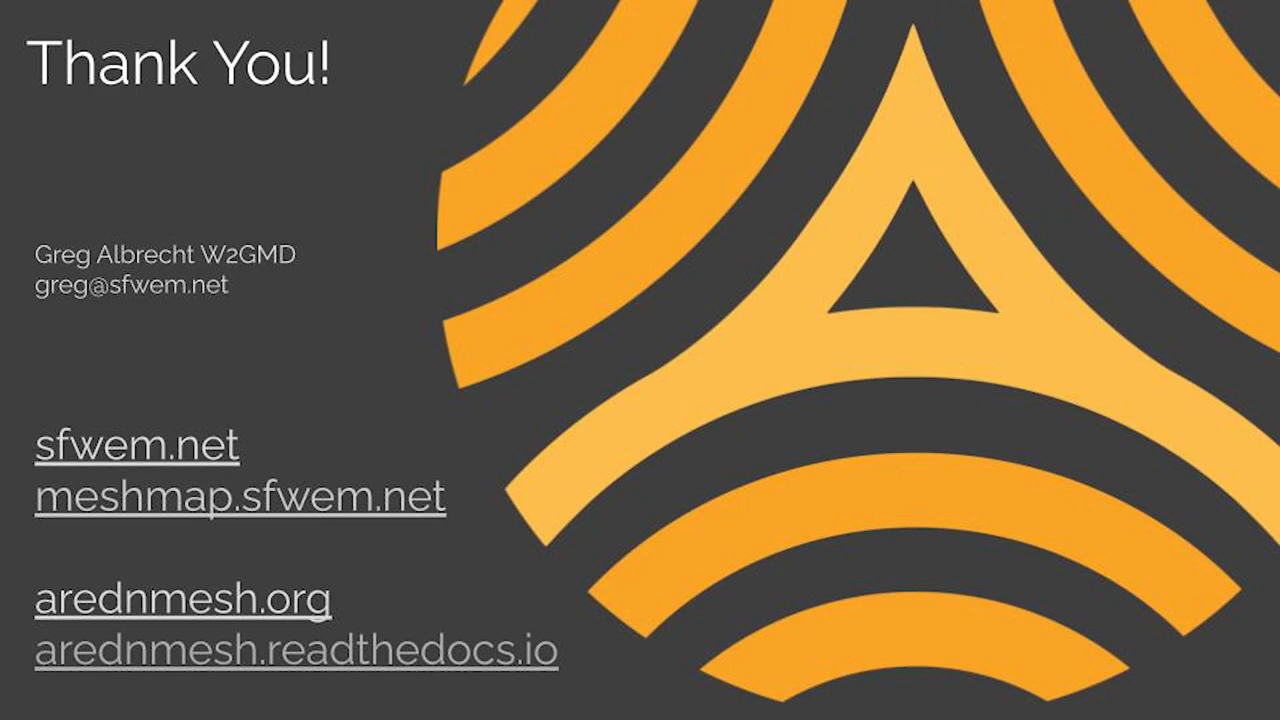 Thank You!
Greg Albrecht W2GMD
greg@sfwem.net
sfwem.net
meshmap.sfwem.net
arednmesh.org
arednmesh.readthedocs.io